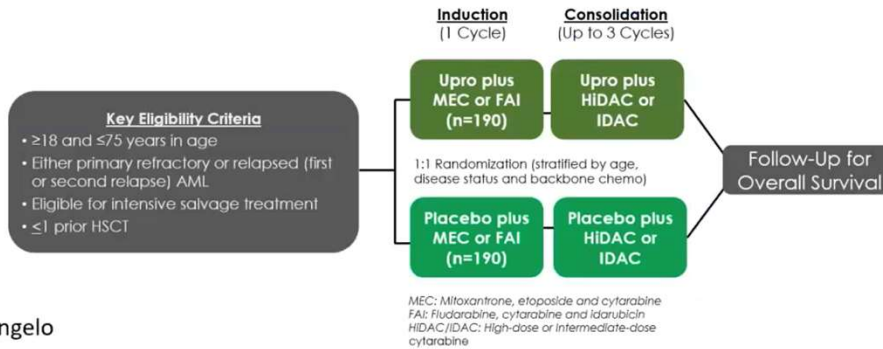 Induction
(1 Cycle)
Consolidation
(Up to 3 Cycles)
Key Eligibility Criteria
• ≥18 and ≤75 years in age
• Either primary refractory or relapsed (first
or second relapse) AML
• Eligible for intensive salvage treatment
• ≤1 prior HSCT
Upro plus
MEC or FAI
(n=190)
Upro plus
HiDAC or
IDAC
1:1 Randomization (stratified by age,
disease status and backbone chemo)
Placebo plus
MEC or FAI
(n=190)
Placebo plus
HiDAC or
IDAC
Follow-Up for
Overall Survival
MEC: Mitoxantrone, etoposide and cytarabine
FAI: Fludarabine, cytarabine and idarubicin
HiDAC/IDAC: High-dose or Intermediate-dose
cytarabine
ngelo